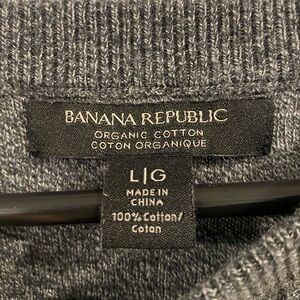 BANANA REPUBLIC
ORGANIC COTTON
COTON ORGANIQUE
L|G
MADE IN
CHINA
100% Cotton/
Coton